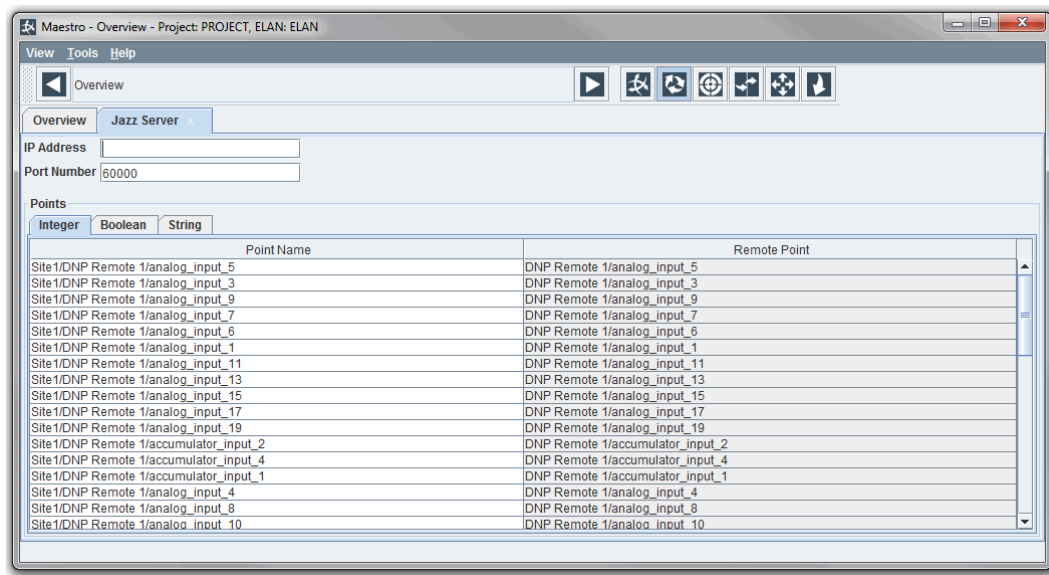 Maestro - Overview - Project: PROJECT, ELAN: ELAN
View Tools Help
Overview
Overview Jazz Server x
IP Address
Port Number 60000
Points
Integer Boolean String
Point Name Remote Point
Site1/DNP Remote 1/analog_input_5 DNP Remote 1/analog_input_5
Site1/DNP Remote 1/analog_input_3 DNP Remote 1/analog_input_3
Site1/DNP Remote 1/analog_input_9 DNP Remote 1/analog_input_9
Site1/DNP Remote 1/analog_input_7 DNP Remote 1/analog_input_7
Site1/DNP Remote 1/analog_input_6 DNP Remote 1/analog_input_6
Site1/DNP Remote 1/analog_input_1 DNP Remote 1/analog_input_1
Site1/DNP Remote 1/analog_input_11 DNP Remote 1/analog_input_11
Site1/DNP Remote 1/analog_input_13 DNP Remote 1/analog_input_13
Site1/DNP Remote 1/analog_input_15 DNP Remote 1/analog_input_15
Site1/DNP Remote 1/analog_input_17 DNP Remote 1/analog_input_17
Site1/DNP Remote 1/analog_input_19 DNP Remote 1/analog_input_19
Site1/DNP Remote 1/accumulator_input_2 DNP Remote 1/accumulator_input_2
Site1/DNP Remote 1/accumulator_input_4 DNP Remote 1/accumulator_input_4
Site1/DNP Remote 1/accumulator_input_1 DNP Remote 1/accumulator_input_1
Site1/DNP Remote 1/analog_input_4 DNP Remote 1/analog_input_4
Site1/DNP Remote 1/analog_input_8 DNP Remote 1/analog_input_8
Site1/DNP Remote 1/analog_input_10 DNP Remote 1/analog_input_10